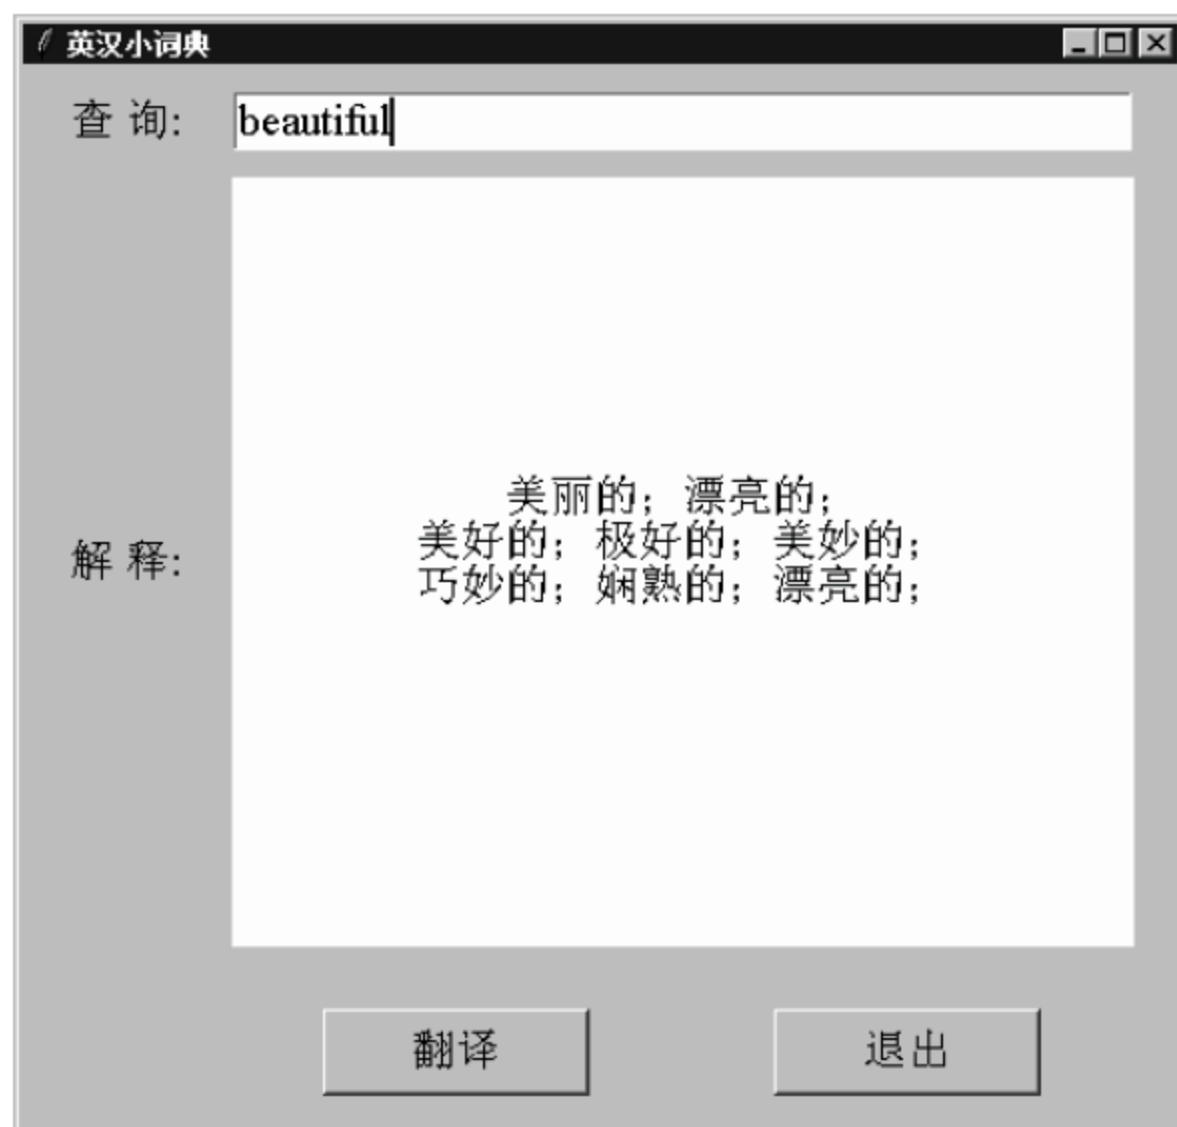 英汉小词典
查 询:
beautiful
美丽的；漂亮的；
美好的；极好的；美妙的；
巧妙的；娴熟的；漂亮的；
解 释:
翻译
退出